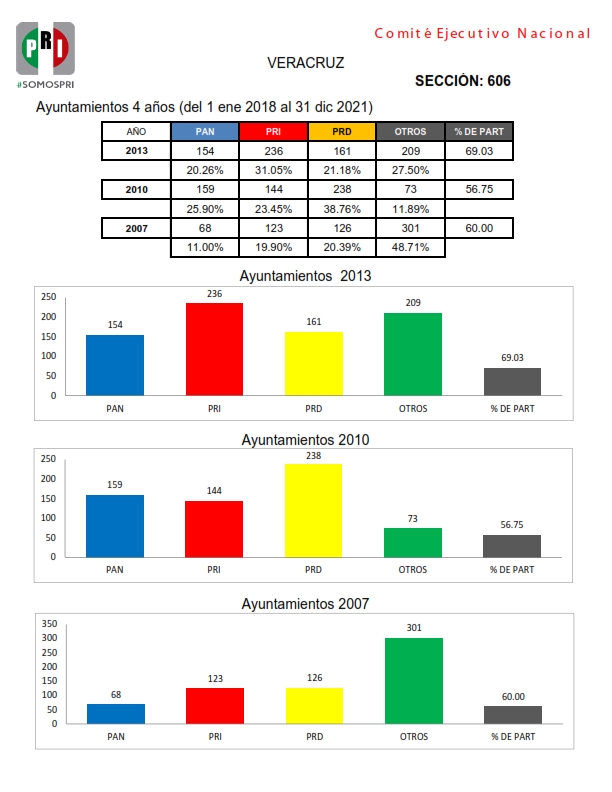 Comité Ejecutivo Nacional
PRI
#SOMOSPRI
VERACRUZ
SECCIÓN: 606
Ayuntamientos 4 años (del 1 ene 2018 al 31 dic 2021)
AÑO PAN PRI PRD OTROS % DE PART
2013 154 236 161 209 69.03
20.26% 31.05% 21.18% 27.50%
2010 159 144 238 73 56.75
25.90% 23.45% 38.76% 11.89%
2007 68 123 126 301 60.00
11.00% 19.90% 20.39% 48.71%
Ayuntamientos 2013
250
200
150
100
50
0
154 236 161 209 69.03
PAN PRI PRD OTROS % DE PART
Ayuntamientos 2010
250
200
150
100
50
0
159 144 238 73 56.75
PAN PRI PRD OTROS % DE PART
Ayuntamientos 2007
350
300
250
200
150
100
50
0
68 123 126 301 60.00
PAN PRI PRD OTROS % DE PART